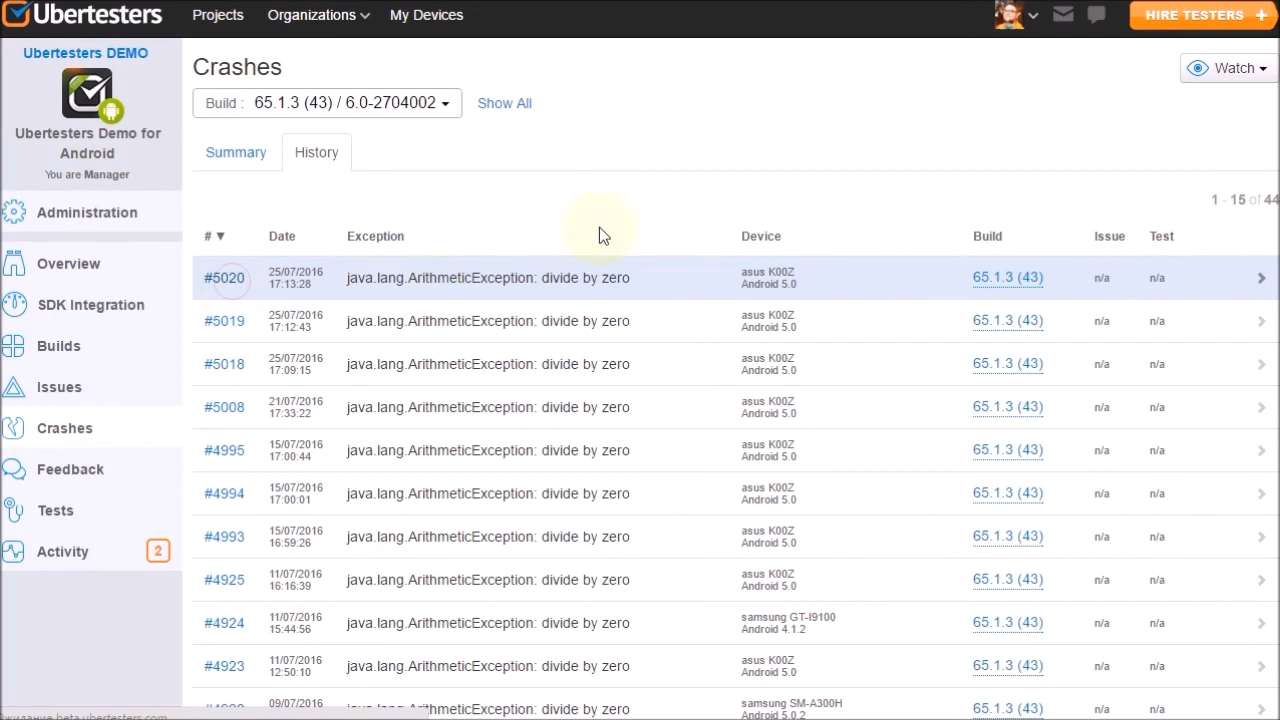 Ubertesters Projects Organizations My Devices HIRE TESTERS +
Ubertesters DEMO
Ubertesters Demo for
Android
You are Manager
Administration
Overview
SDK Integration
Builds
Issues
Crashes
Feedback
Tests
Activity 2
Crashes
Watch
Build : 65.1.3 (43) / 6.0-2704002 Show All
Summary History
1 - 15 of 44
# ▼ Date Exception Device Build Issue Test
#5020 25/07/2016 17:13:28 java.lang.ArithmeticException: divide by zero asus K00Z Android 5.0 65.1.3 (43) n/a n/a
#5019 25/07/2016 17:12:43 java.lang.ArithmeticException: divide by zero asus K00Z Android 5.0 65.1.3 (43) n/a n/a
#5018 25/07/2016 17:09:15 java.lang.ArithmeticException: divide by zero asus K00Z Android 5.0 65.1.3 (43) n/a n/a
#5008 21/07/2016 17:33:22 java.lang.ArithmeticException: divide by zero asus K00Z Android 5.0 65.1.3 (43) n/a n/a
#4995 15/07/2016 17:00:44 java.lang.ArithmeticException: divide by zero asus K00Z Android 5.0 65.1.3 (43) n/a n/a
#4994 15/07/2016 17:00:01 java.lang.ArithmeticException: divide by zero asus K00Z Android 5.0 65.1.3 (43) n/a n/a
#4993 15/07/2016 16:59:26 java.lang.ArithmeticException: divide by zero asus K00Z Android 5.0 65.1.3 (43) n/a n/a
#4925 11/07/2016 16:16:39 java.lang.ArithmeticException: divide by zero asus K00Z Android 5.0 65.1.3 (43) n/a n/a
#4924 11/07/2016 15:44:56 java.lang.ArithmeticException: divide by zero samsung GT-I9100 Android 4.1.2 65.1.3 (43) n/a n/a
#4923 11/07/2016 12:50:10 java.lang.ArithmeticException: divide by zero asus K00Z Android 5.0 65.1.3 (43) n/a n/a
09/07/2016 java.lang.ArithmeticException: divide by zero samsung SM-A300H Android 5.0.2 65.1.3 (43) n/a n/a
beta.ubertesters.com